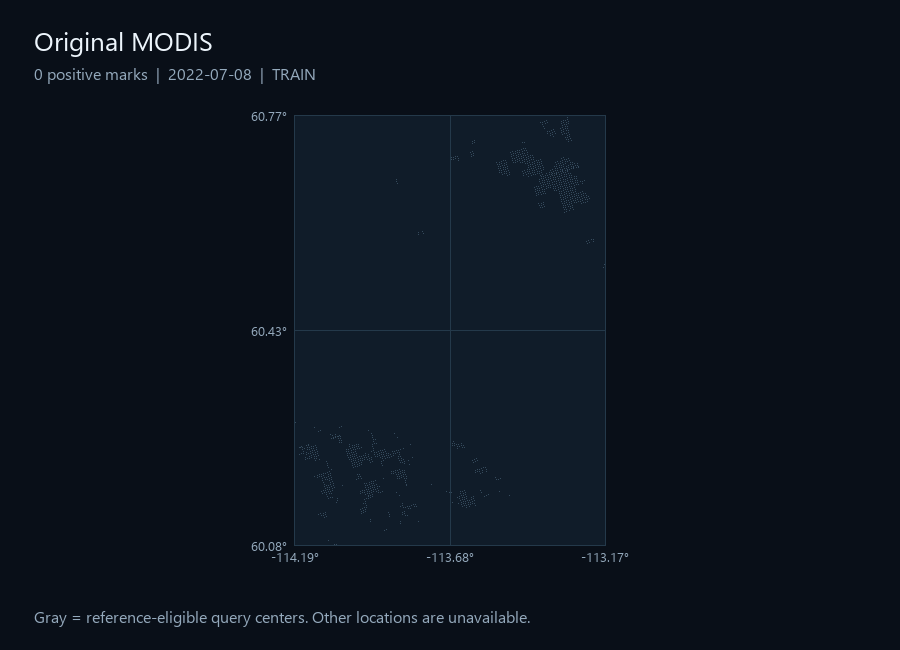 Original MODIS
0 positive marks | 2022-07-08 | TRAIN
60.77°
60.43°
60.08°
-114.19°
-113.68°
-113.17°
Gray = reference-eligible query centers. Other locations are unavailable.